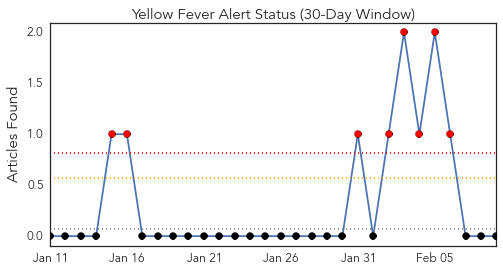 Yellow Fever Alert Status (30-Day Window)
2.0
1.5
1.0
0.5
0.0
Articles Found
Jan 11
Jan 16
Jan 21
Jan 26
Jan 31
Feb 05